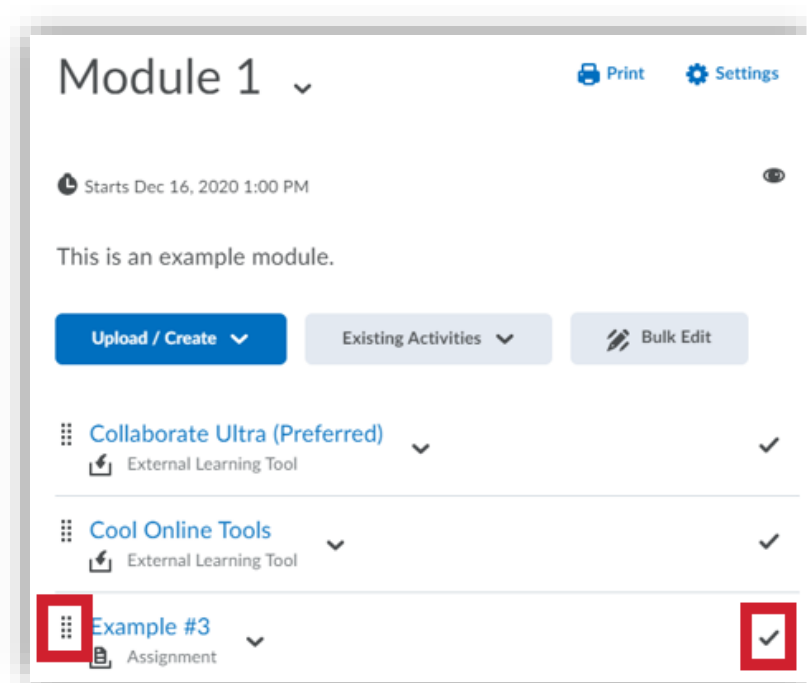 Module 1
Print
Settings
Starts Dec 16, 2020 1:00 PM
This is an example module.
Upload / Create
Existing Activities
Bulk Edit
Collaborate Ultra (Preferred)
External Learning Tool
Cool Online Tools
External Learning Tool
Example #3
Assignment